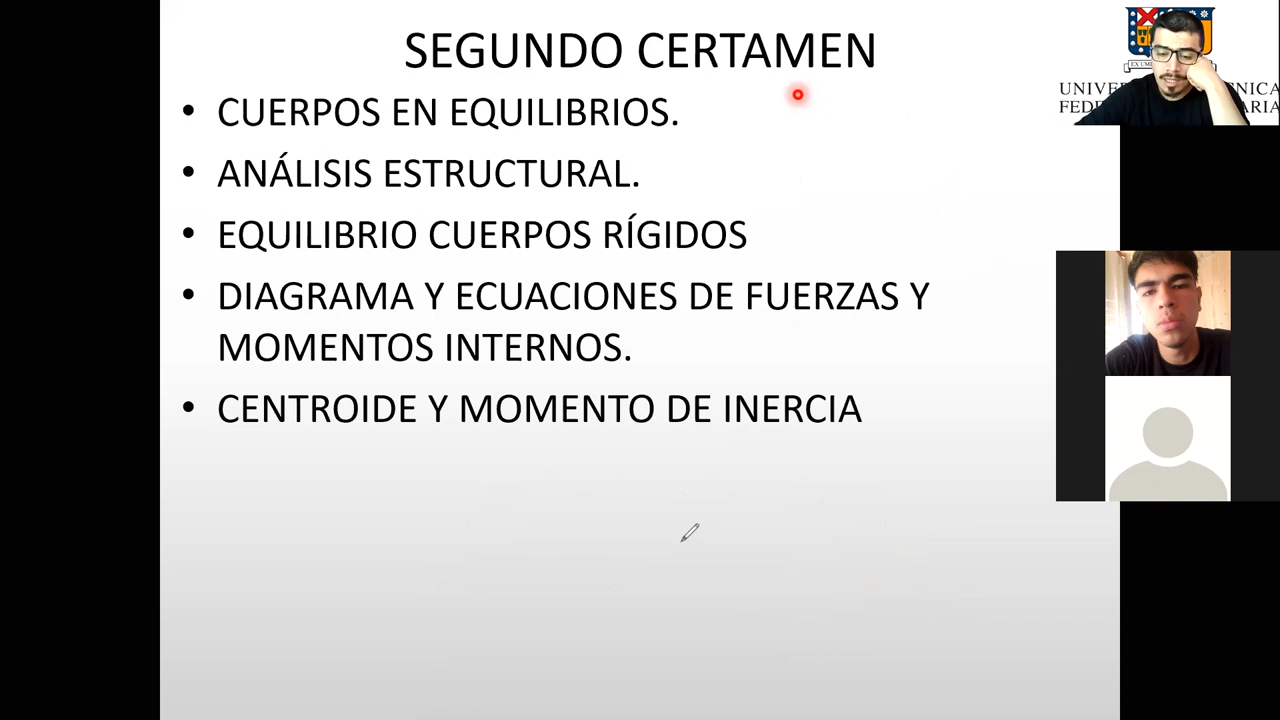 SEGUNDO CERTAMEN
• CUERPOS EN EQUILIBRIOS.
• ANÁLISIS ESTRUCTURAL.
• EQUILIBRIO CUERPOS RÍGIDOS
• DIAGRAMA Y ECUACIONES DE FUERZAS Y
MOMENTOS INTERNOS.
• CENTROIDE Y MOMENTO DE INERCIA